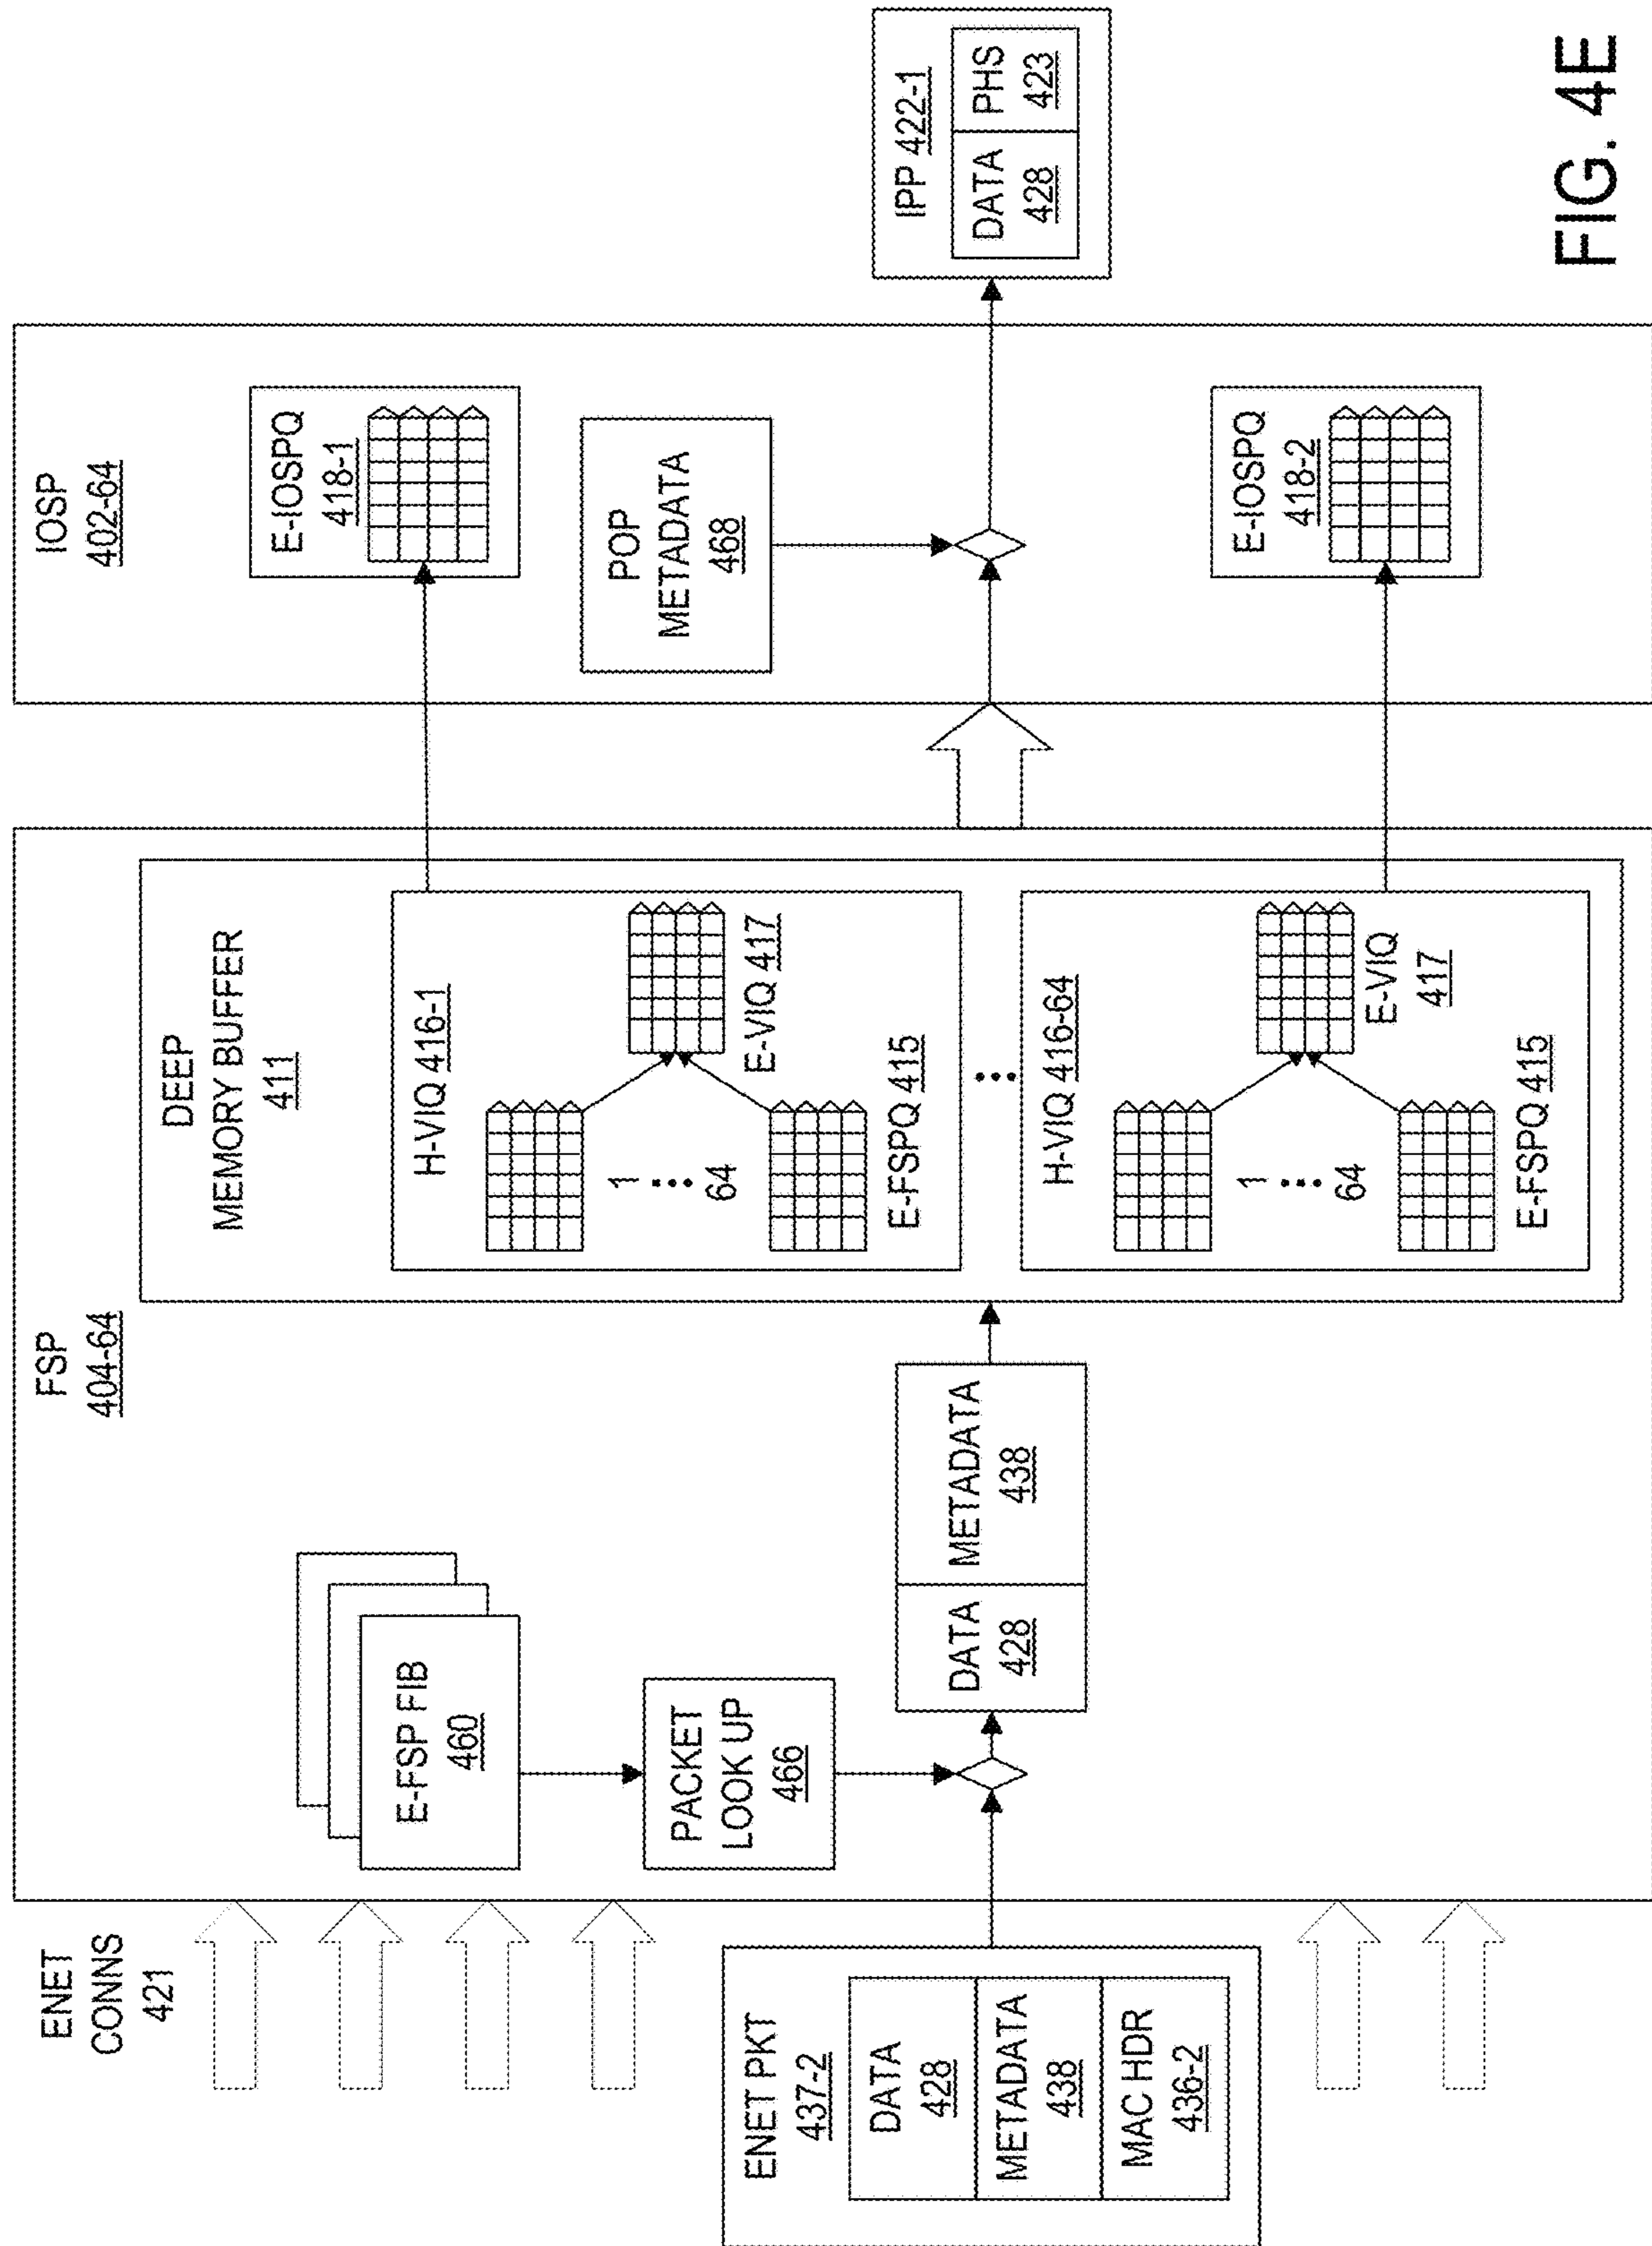 ENET
CONNS
421
ENET PKT
437-2
DATA
428
METADATA
438
MAC HDR
436-2
FSP
404-64
E-FSP FIB
460
PACKET
LOOK UP
466
DATA
428
METADATA
438
DEEP
MEMORY BUFFER
411
H-VIQ 416-1
1
64
E-FSPQ 415
E-VIQ 417
H-VIQ 416-64
1
64
E-FSPQ 415
E-VIQ
417
IOSP
402-64
E-IOSPQ
418-1
POP
METADATA
468
E-IOSPQ
418-2
IPP 422-1
DATA
428
PHS
423
FIG. 4E